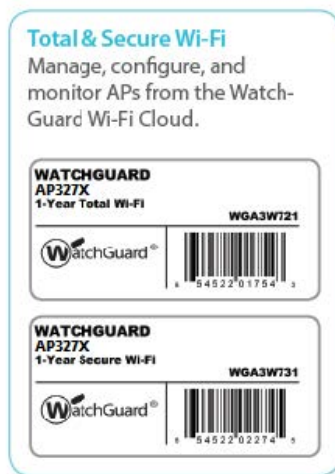 Total & Secure Wi-Fi
Manage, configure, and
monitor APs from the Watch-
Guard Wi-Fi Cloud.
WATCHGUARD
AP327X
1-Year Total Wi-Fi
WGA3W721
WatchGuard®
6 54522 01754 3
WATCHGUARD
AP327X
1-Year Secure Wi-Fi
WGA3W731
WatchGuard®
6 54522 02274 5